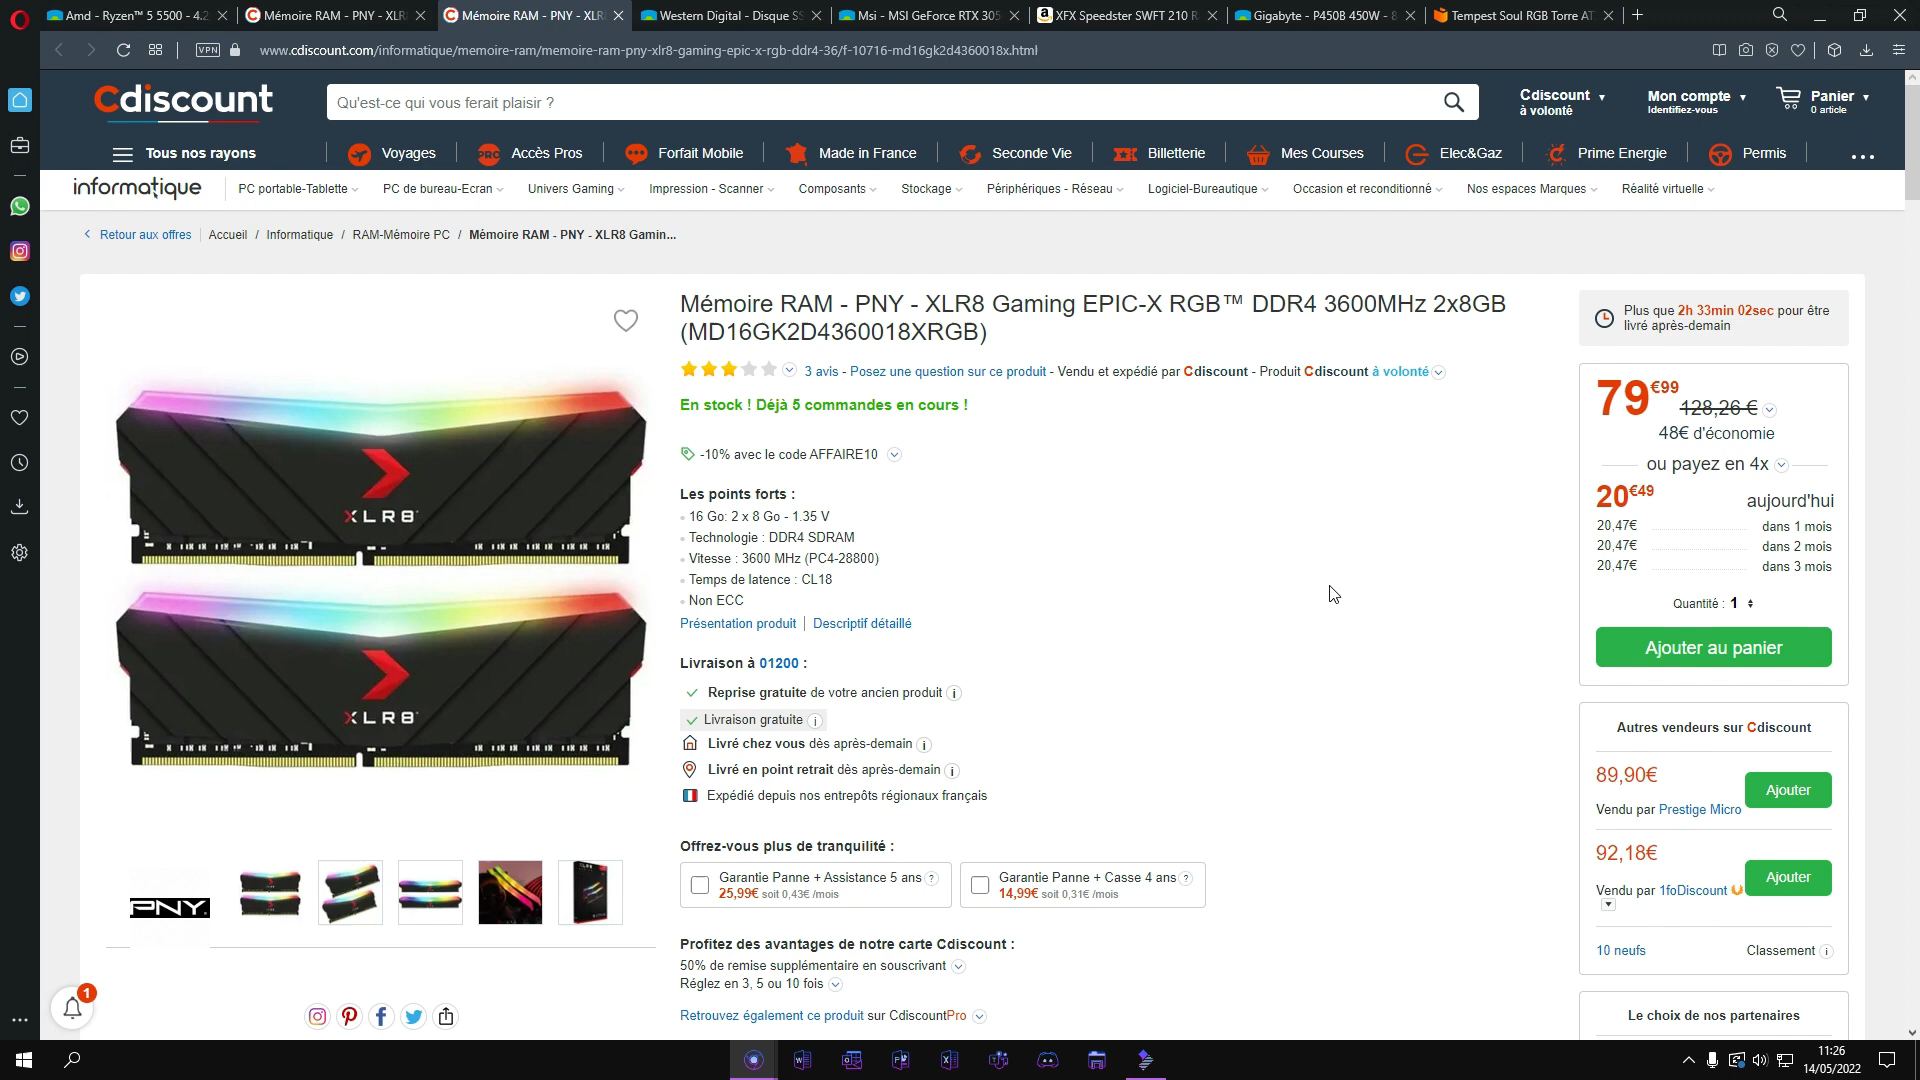 Amd - Ryzen™ 5 5500 - 4.2
Mémoire RAM - PNY - XLR
Mémoire RAM - PNY - XLR
Western Digital - Disque SS
Msi - MSI GeForce RTX 305
XFX Speedster SWFT 210 R
Gigabyte - P450B 450W - 8
Tempest Soul RGB Torre AT
VPN
www.cdiscount.com/informatique/memoire-ram/memoire-ram-pny-xlr8-gaming-epic-x-rgb-ddr4-36/f-10716-md16gk2d4360018x.html
Cdiscount
Qu'est-ce qui vous ferait plaisir ?
Cdiscount
à volonté
Mon compte
Identifiez-vous
Panier
0 article
Tous nos rayons
Voyages
PRO
Accès Pros
Forfait Mobile
Made in France
Seconde Vie
Billetterie
Mes Courses
Elec&Gaz
Prime Energie
Permis
informatique
PC portable-Tablette
PC de bureau-Ecran
Univers Gaming
Impression - Scanner
Composants
Stockage
Périphériques - Réseau
Logiciel-Bureautique
Occasion et reconditionné
Nos espaces Marques
Réalité virtuelle
Retour aux offres
Accueil / Informatique / RAM-Mémoire PC / Mémoire RAM - PNY - XLR8 Gamin...
Mémoire RAM - PNY - XLR8 Gaming EPIC-X RGB™ DDR4 3600MHz 2x8GB
(MD16GK2D4360018XRGB)
3 avis - Posez une question sur ce produit - Vendu et expédié par Cdiscount - Produit Cdiscount à volonté
En stock ! Déjà 5 commandes en cours !
-10% avec le code AFFAIRE10
Les points forts :
16 Go: 2 x 8 Go - 1.35 V
Technologie : DDR4 SDRAM
Vitesse : 3600 MHz (PC4-28800)
Temps de latence : CL18
Non ECC
Présentation produit
Descriptif détaillé
Livraison à 01200 :
Reprise gratuite de votre ancien produit
Livraison gratuite
Livré chez vous dès après-demain
Livré en point retrait dès après-demain
Expédié depuis nos entrepôts régionaux français
Offrez-vous plus de tranquilité :
Garantie Panne + Assistance 5 ans
25,99€ soit 0,43€ /mois
Garantie Panne + Casse 4 ans
14,99€ soit 0,31€ /mois
Profitez des avantages de notre carte Cdiscount :
50% de remise supplémentaire en souscrivant
Réglez en 3, 5 ou 10 fois
Retrouvez également ce produit sur CdiscountPro
XLR8
XLR8
PNY
1
Plus que 2h 33min 02sec pour être
livré après-demain
79€99
128,26 €
48€ d'économie
ou payez en 4x
20€49
aujourd'hui
20,47€
dans 1 mois
20,47€
dans 2 mois
20,47€
dans 3 mois
Quantité : 1
Ajouter au panier
Autres vendeurs sur Cdiscount
89,90€
Ajouter
Vendu par Prestige Micro
92,18€
Ajouter
Vendu par 1foDiscount
10 neufs
Classement
Le choix de nos partenaires
11:26
14/05/2022